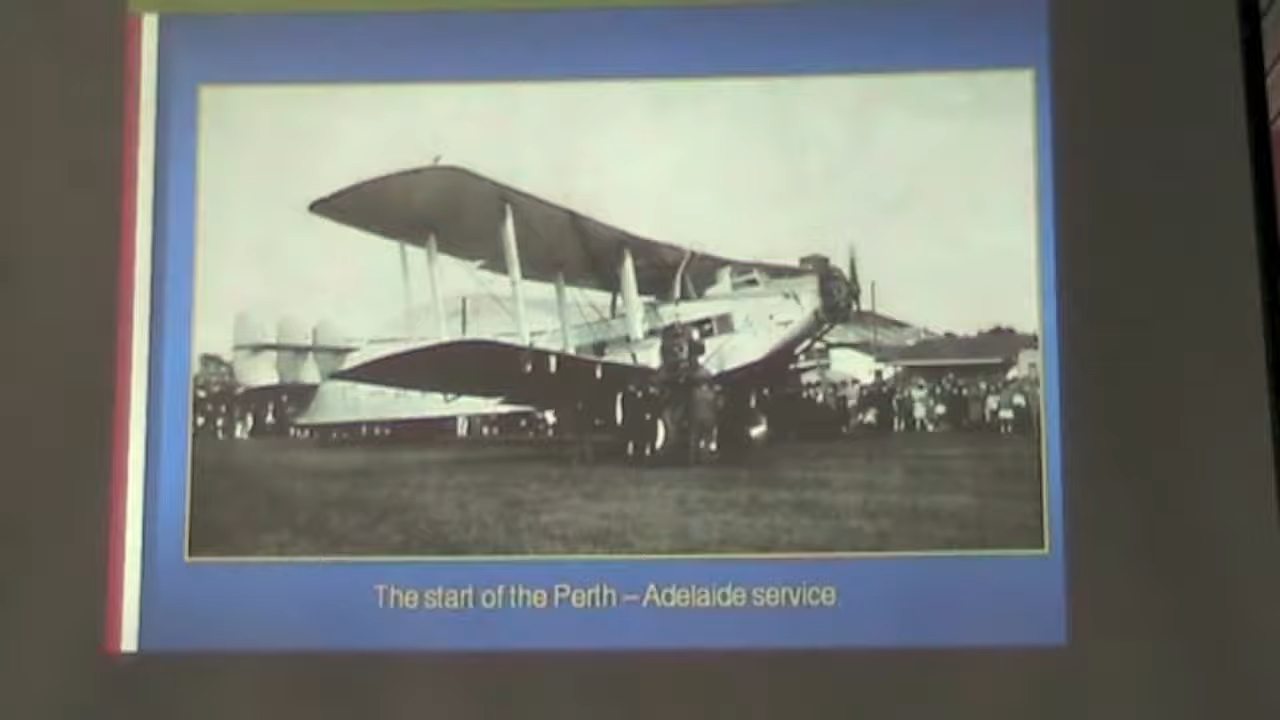 The start of the Perth – Adelaide service.